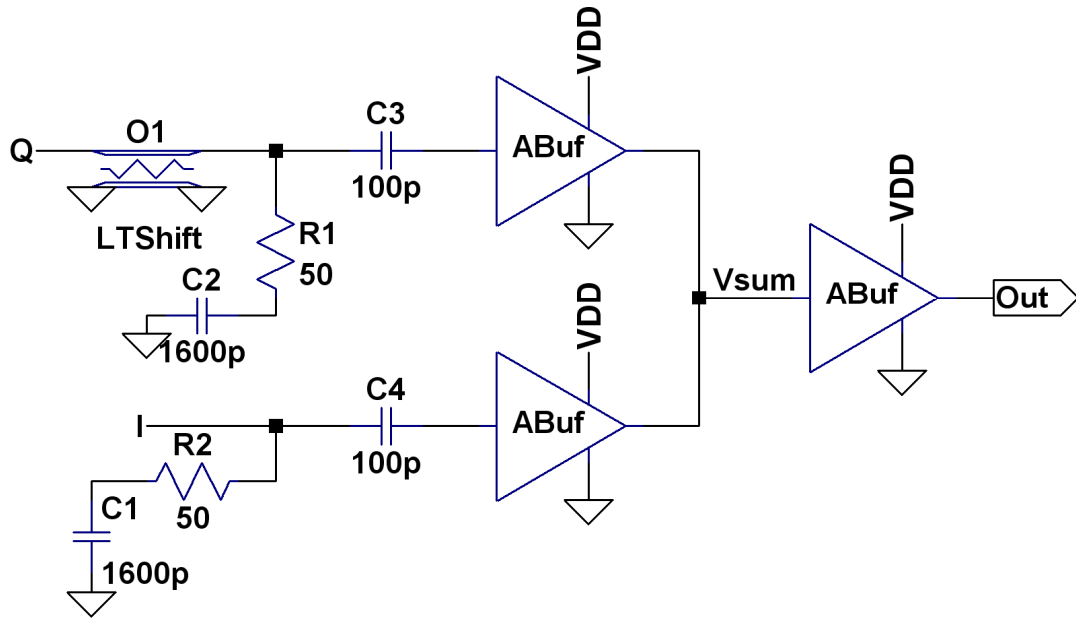 VDD
C3
O1
Q
ABuf
100p
LTShift
R1
50
C2
1600p
VDD
Vsum
ABuf
Out
VDD
C4
I
ABuf
R2
100p
50
C1
1600p